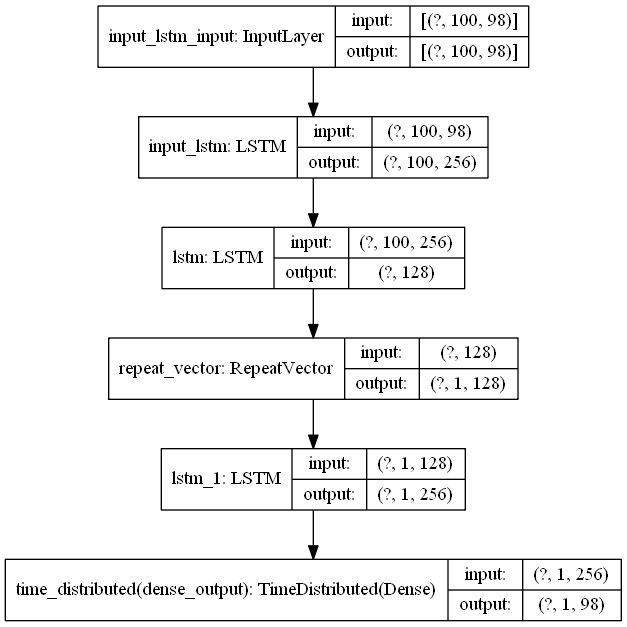 input_lstm_input: InputLayer
input: [(?, 100, 98)]
output: [(?, 100, 98)]
input_lstm: LSTM
input: (?, 100, 98)
output: (?, 100, 256)
lstm: LSTM
input: (?, 100, 256)
output: (?, 128)
repeat_vector: RepeatVector
input: (?, 128)
output: (?, 1, 128)
lstm_1: LSTM
input: (?, 1, 128)
output: (?, 1, 256)
time_distributed(dense_output): TimeDistributed(Dense)
input: (?, 1, 256)
output: (?, 1, 98)